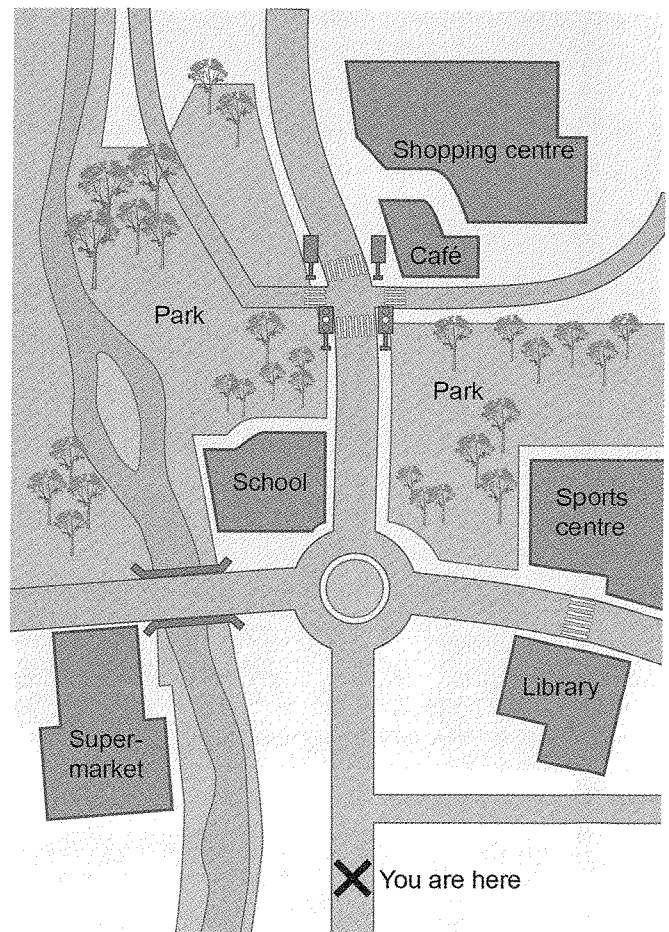 Shopping centre
Café
Park
Park
School
Sports
centre
Library
Super-
market
You are here